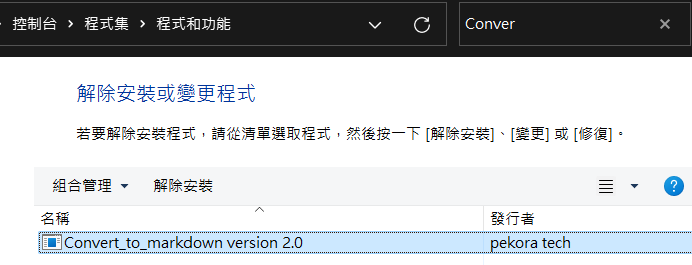 控制台 > 程式集 > 程式和功能
Conver
解除安裝或變更程式
若要解除安裝程式，請從清單選取程式，然後按一下 [解除安裝]、[變更] 或 [修復]。
組合管理 解除安裝
名稱 發行者
Convert_to_markdown version 2.0 pekora tech